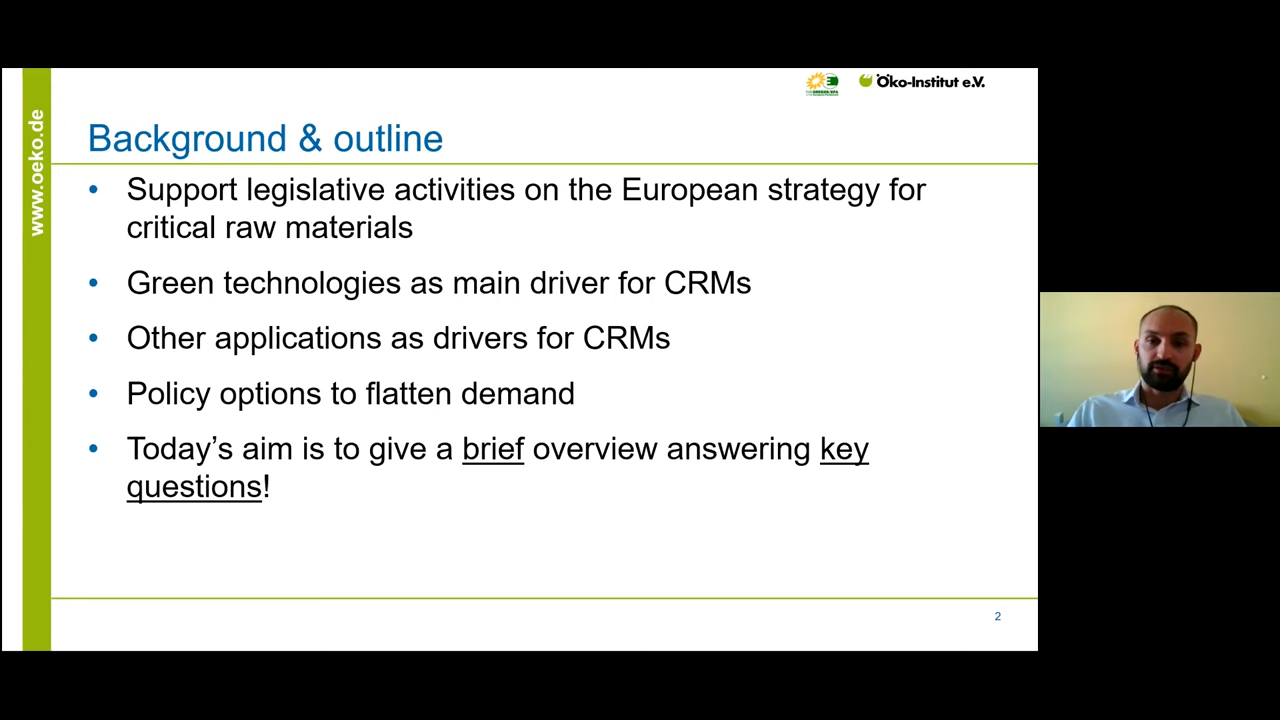 Öko-Institut e.V.
www.oeko.de
Background & outline
• Support legislative activities on the European strategy for
critical raw materials
• Green technologies as main driver for CRMs
• Other applications as drivers for CRMs
• Policy options to flatten demand
• Today’s aim is to give a brief overview answering key
questions!
2